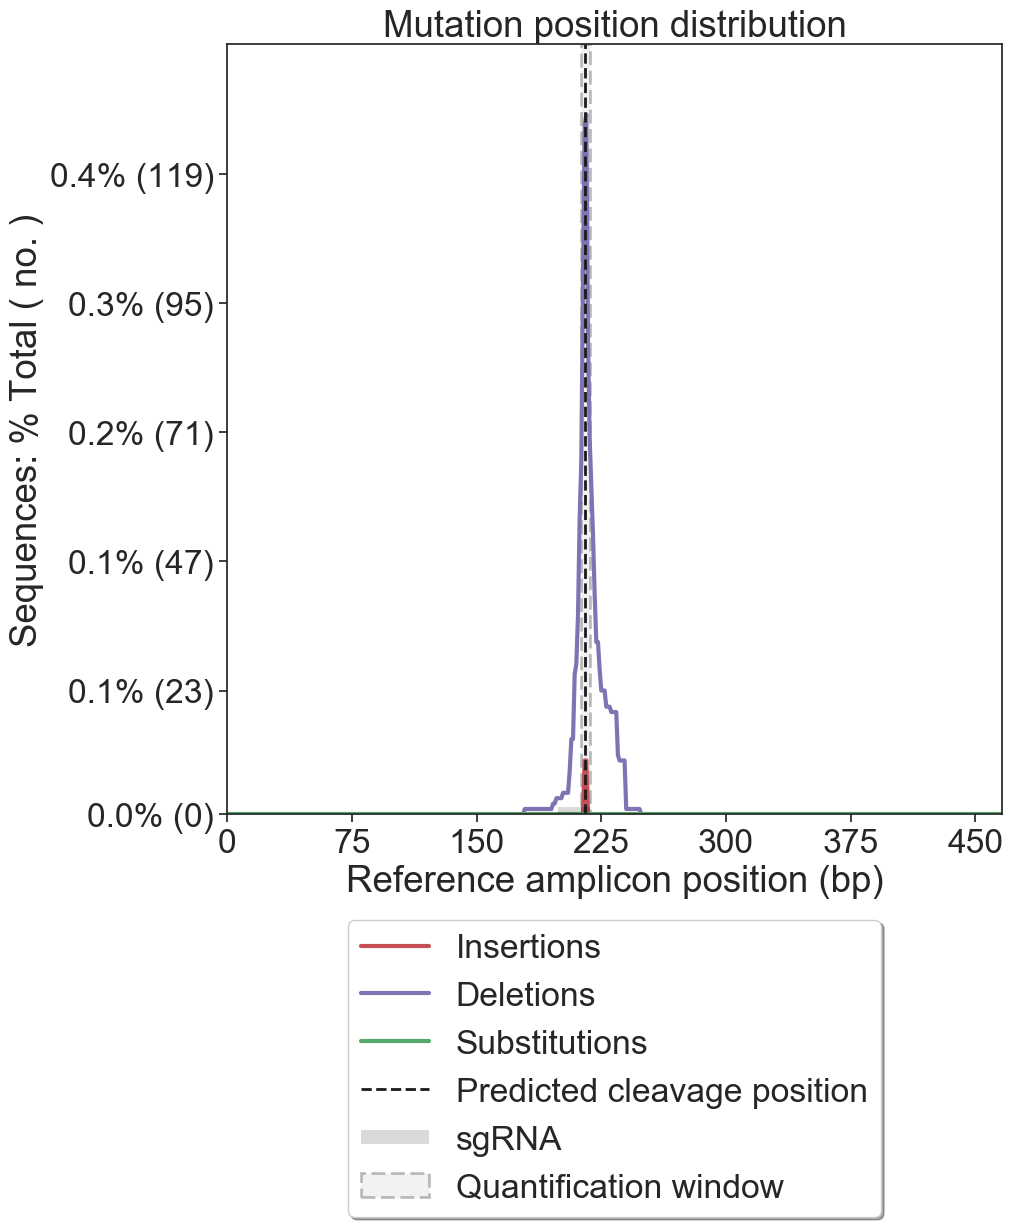 Mutation position distribution
Sequences: % Total ( no. )
0.4% (119)
0.3% (95)
0.2% (71)
0.1% (47)
0.1% (23)
0.0% (0)
0 75 150 225 300 375 450
Reference amplicon position (bp)
Insertions
Deletions
Substitutions
Predicted cleavage position
sgRNA
Quantification window